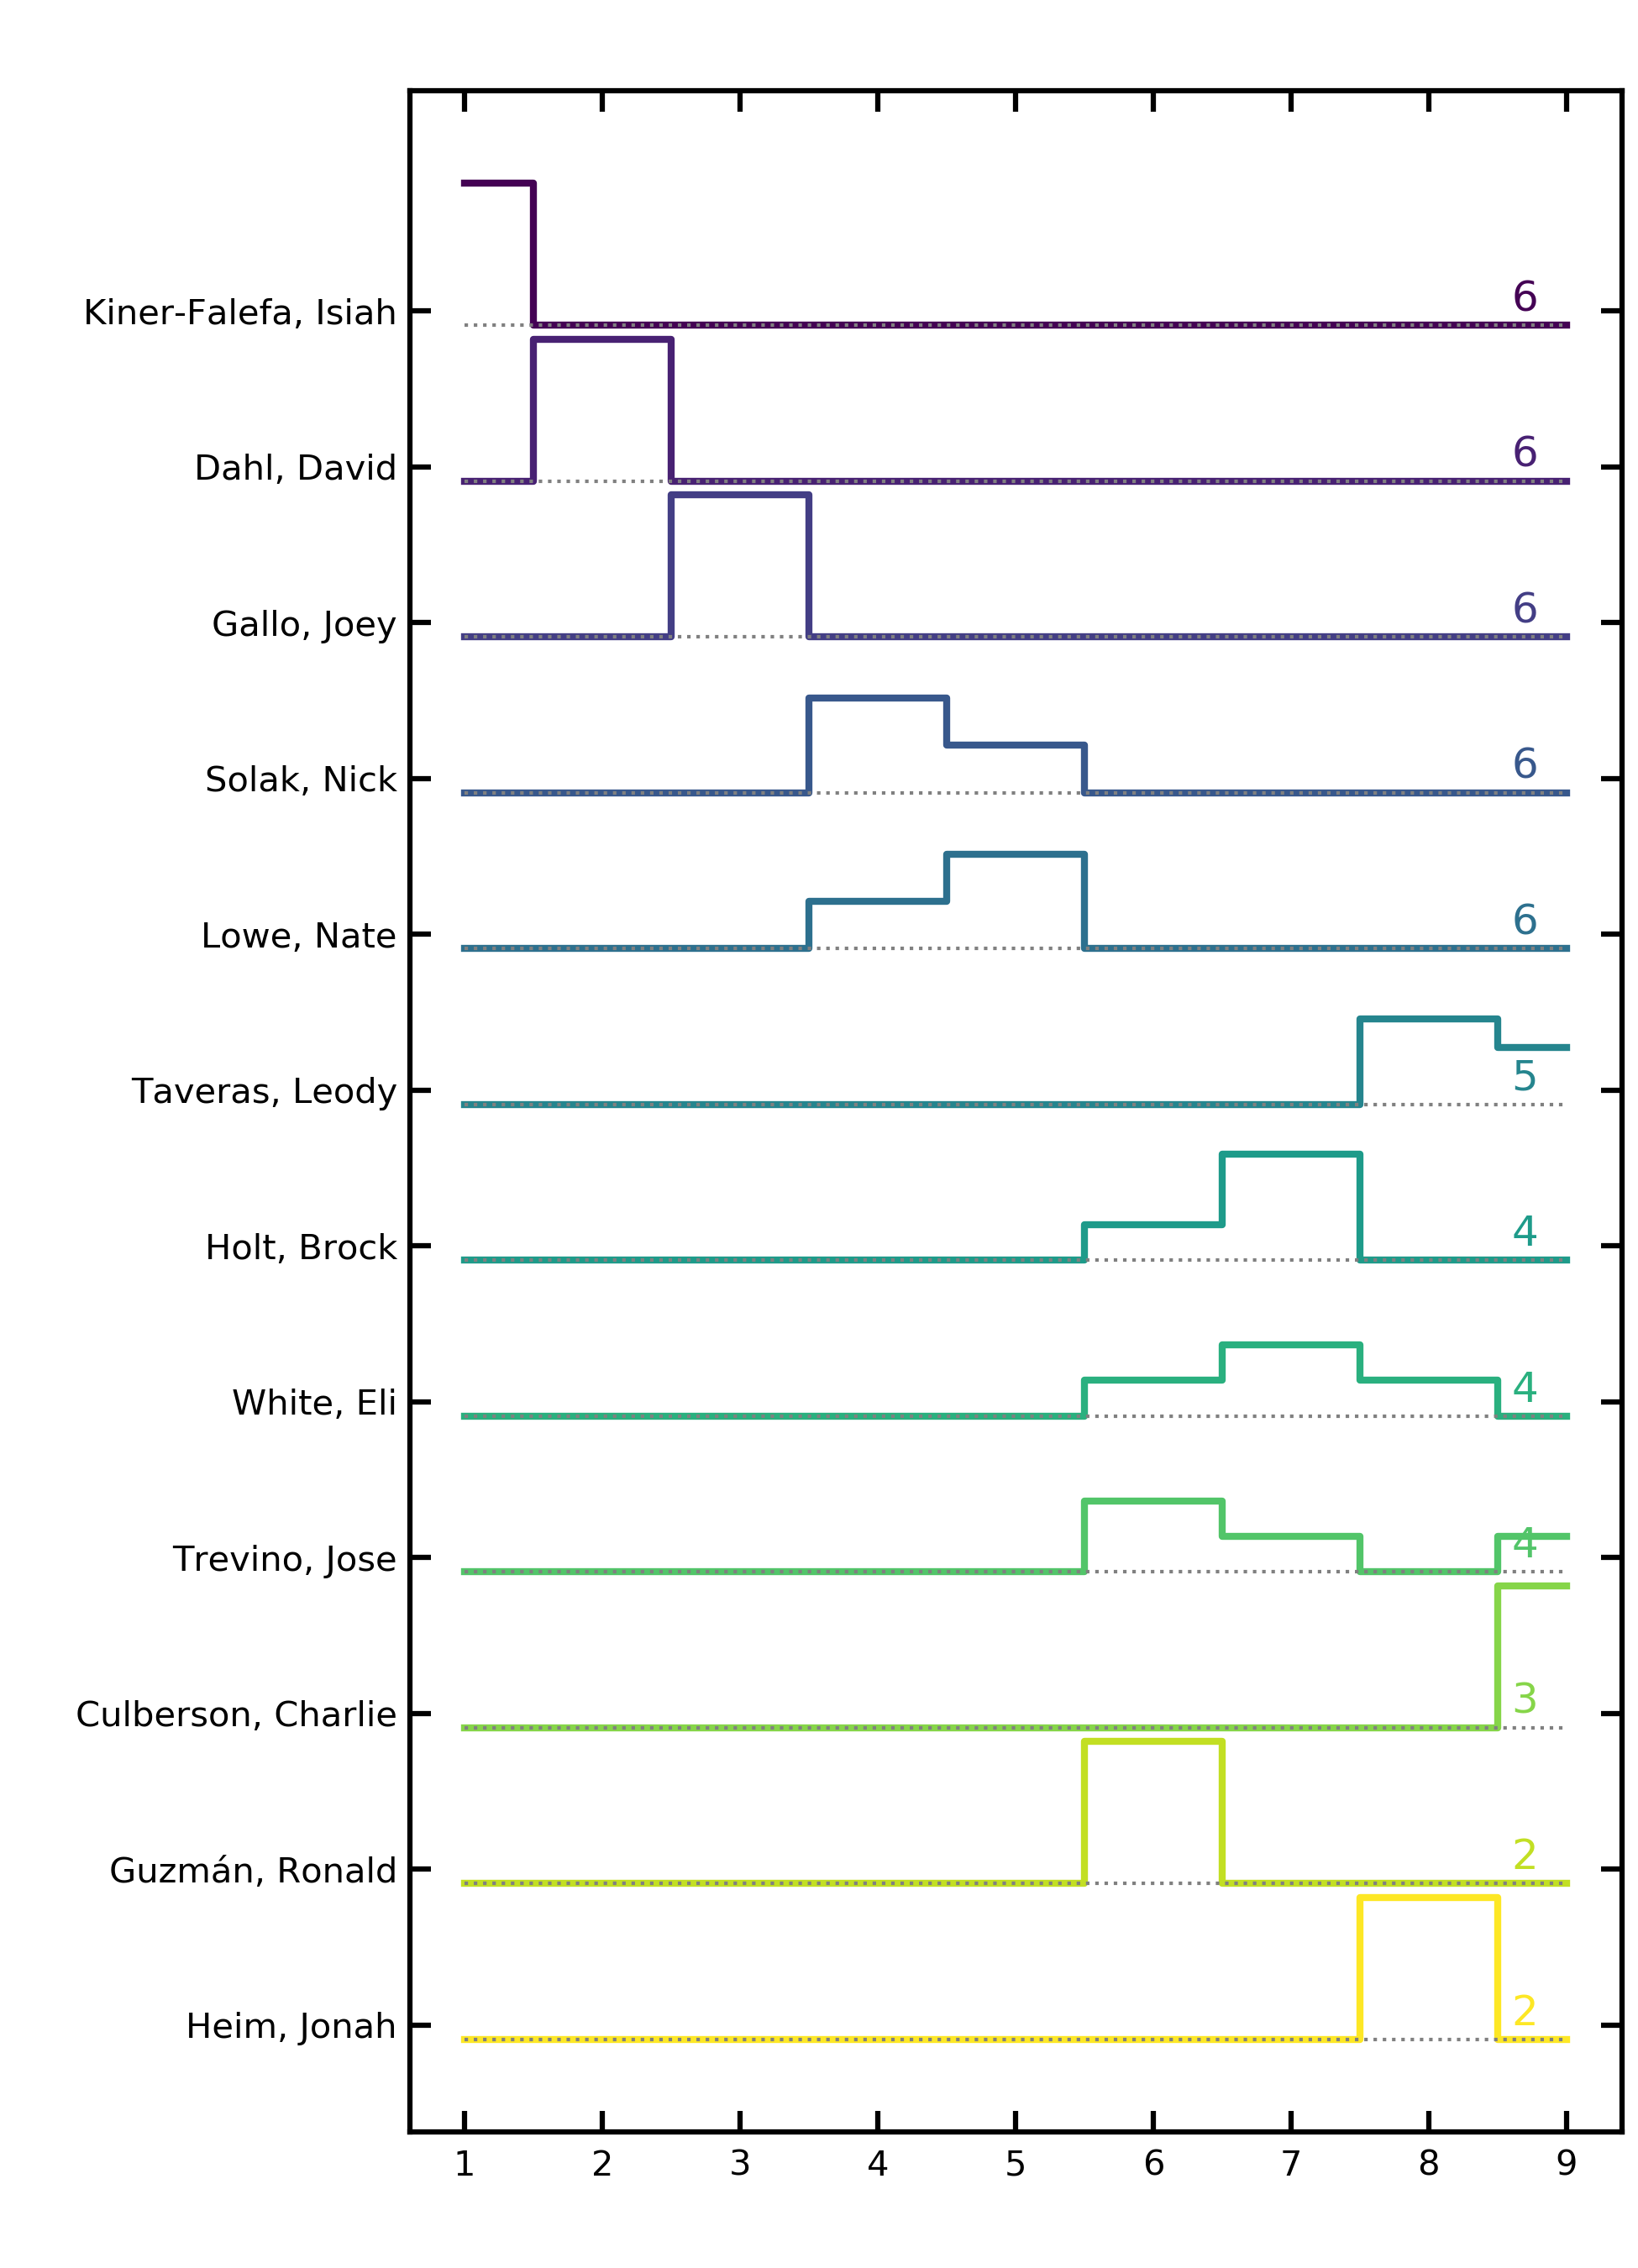 Kiner-Falefa, Isiah 6
Dahl, David 6
Gallo, Joey 6
Solak, Nick 6
Lowe, Nate 6
Taveras, Leody 5
Holt, Brock 4
White, Eli 4
Trevino, Jose 4
Culberson, Charlie 3
Guzmán, Ronald 2
Heim, Jonah 2
1 2 3 4 5 6 7 8 9